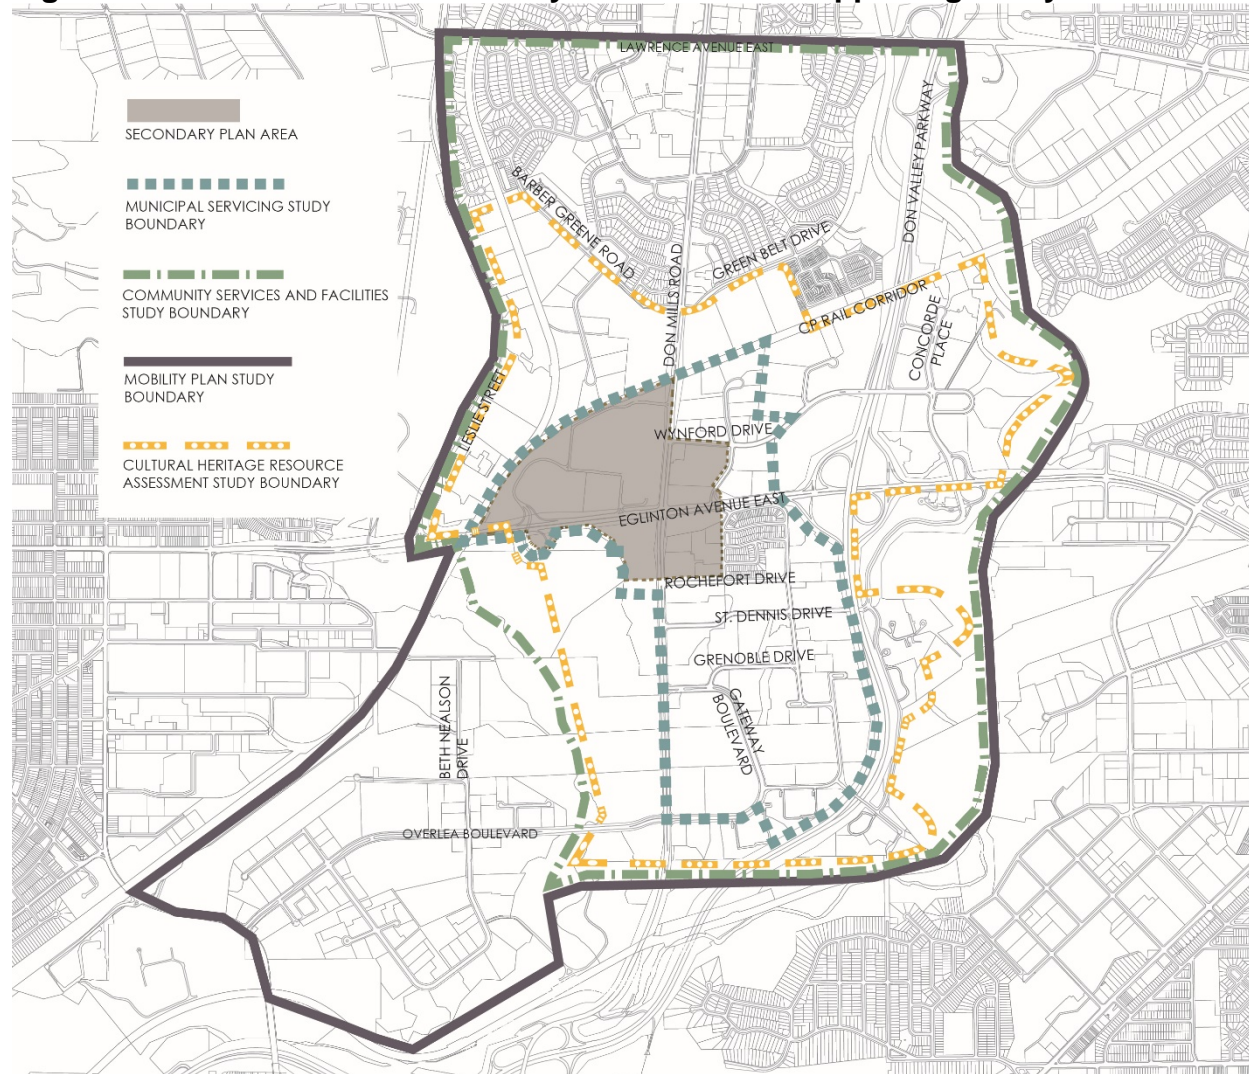 LAWRENCE AVENUE EAST
SECONDARY PLAN AREA
MUNICIPAL SERVICING STUDY
BOUNDARY
COMMUNITY SERVICES AND FACILITIES
STUDY BOUNDARY
MOBILITY PLAN STUDY
BOUNDARY
CULTURAL HERITAGE RESOURCE
ASSESSMENT STUDY BOUNDARY
DON VALLEY PARKWAY
BARBER GREENE ROAD
GREEN BELT DRIVE
DON MILLS ROAD
CP RAIL CORRIDOR
CONCORDE
PLACE
LESLIE STREET
WYNFORD DRIVE
EGLINTON AVENUE EAST
ROCHEFORT DRIVE
ST. DENNIS DRIVE
GRENOBLE DRIVE
GATEWAY
BOULEVARD
BETH NEALSON
DRIVE
OVERLEA BOULEVARD